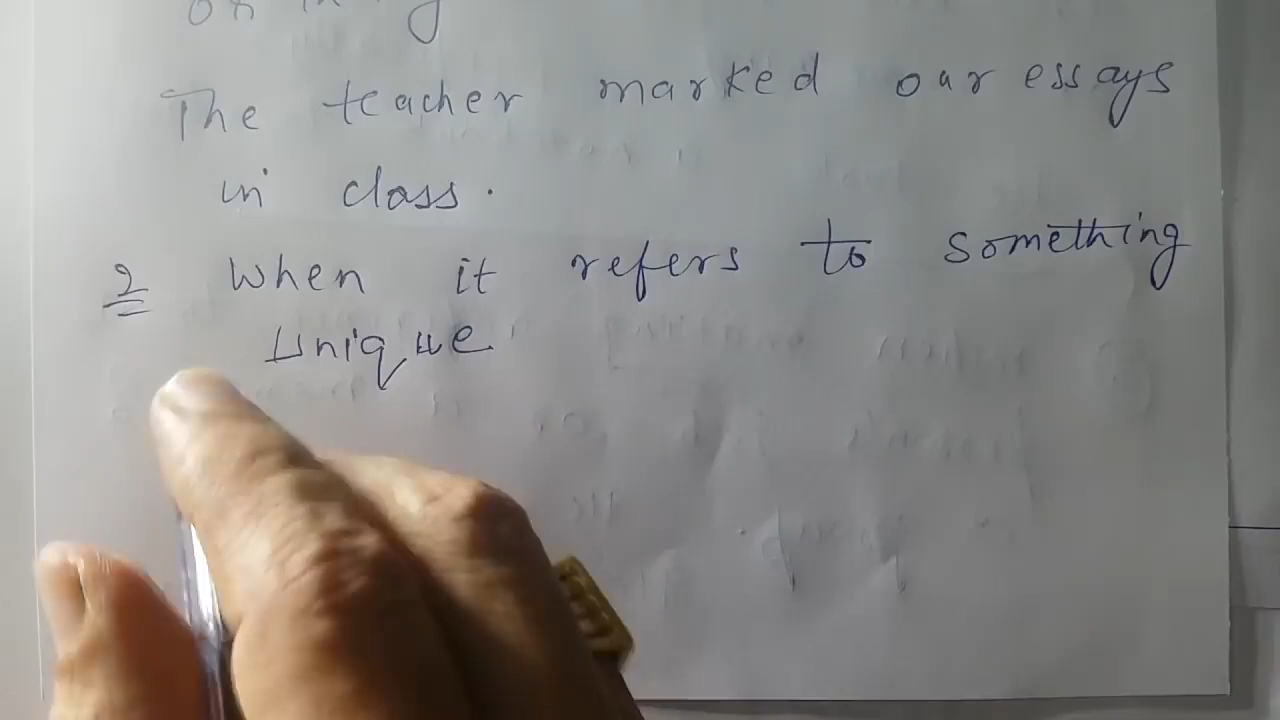 The teacher marked our essays
in class.
2 When it refers to something
Unique